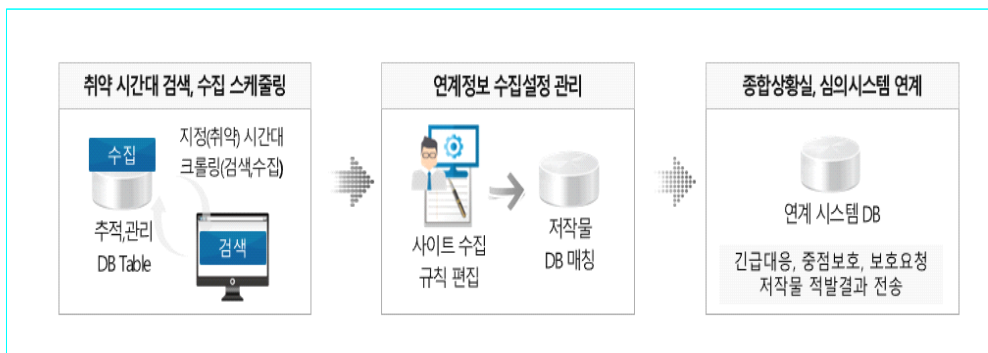 취약 시간대 검색, 수집 스케줄링
수집
지정(취약) 시간대
크롤링(검색,수집)
추적,관리
DB Table
검색
연계정보 수집설정 관리
사이트 수집
규칙 편집
저작물
DB 매칭
종합상황실, 심의시스템 연계
연계 시스템 DB
긴급대응, 중점보호, 보호요청
저작물 적발결과 전송